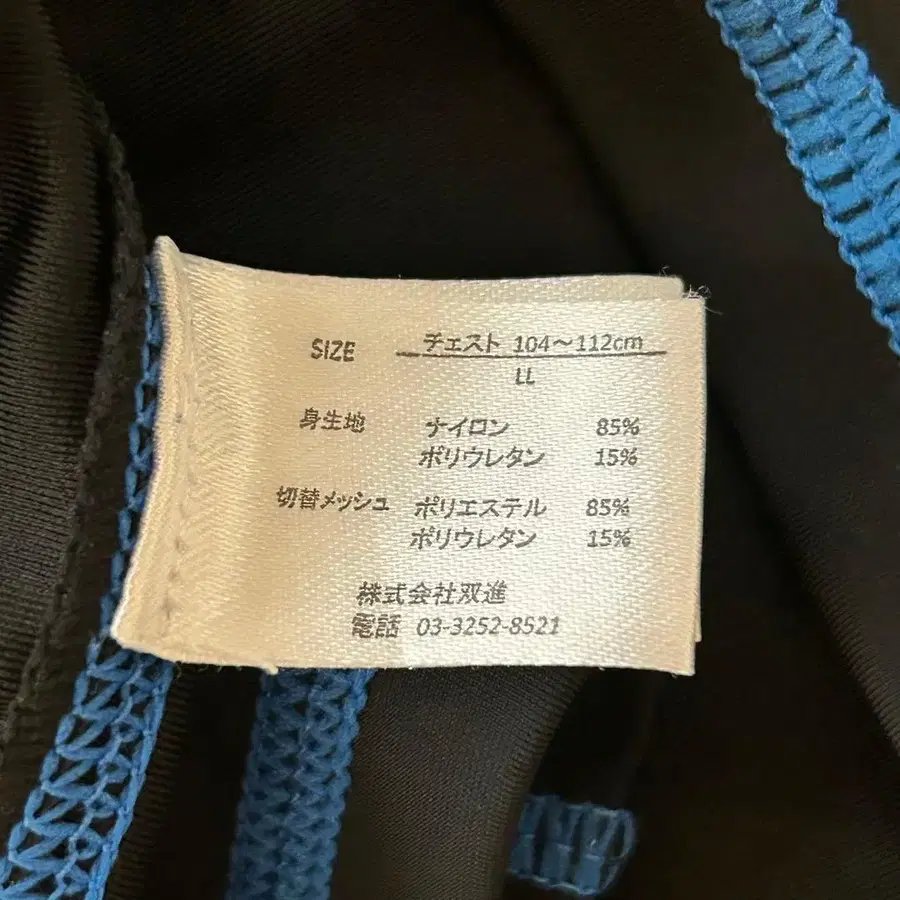 SIZE チェスト 104～112cm
LL
身生地 ナイロン 85%
ポリウレタン 15%
切替メッシュ ポリエステル 85%
ポリウレタン 15%
株式会社双進
電話 03-3252-8521